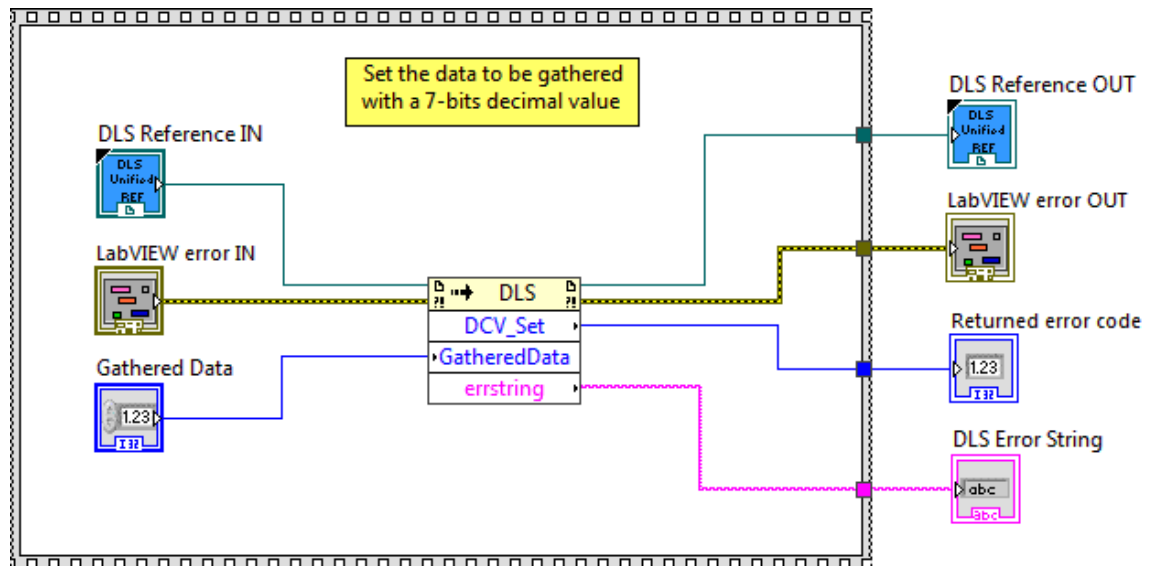 Set the data to be gathered
with a 7-bits decimal value
DLS Reference IN
DLS
Unified
REF
LabVIEW error IN
Gathered Data
1.23
I32
?! DLS ?!
DCV_Set
GatheredData
errstring
DLS Reference OUT
DLS
Unified
REF
LabVIEW error OUT
Returned error code
1.23
I32
DLS Error String
abc
abc